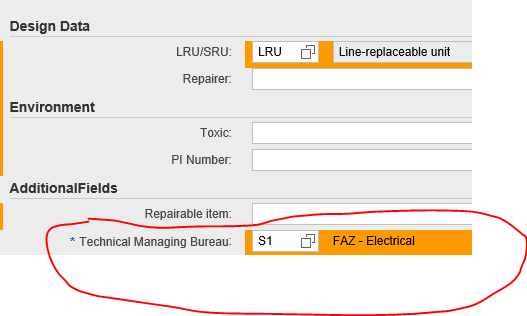 Design Data
LRU/SRU: LRU Line-replaceable unit
Repairer:
Environment
Toxic:
PI Number:
AdditionalFields
Repairable item:
* Technical Managing Bureau: S1 FAZ - Electrical